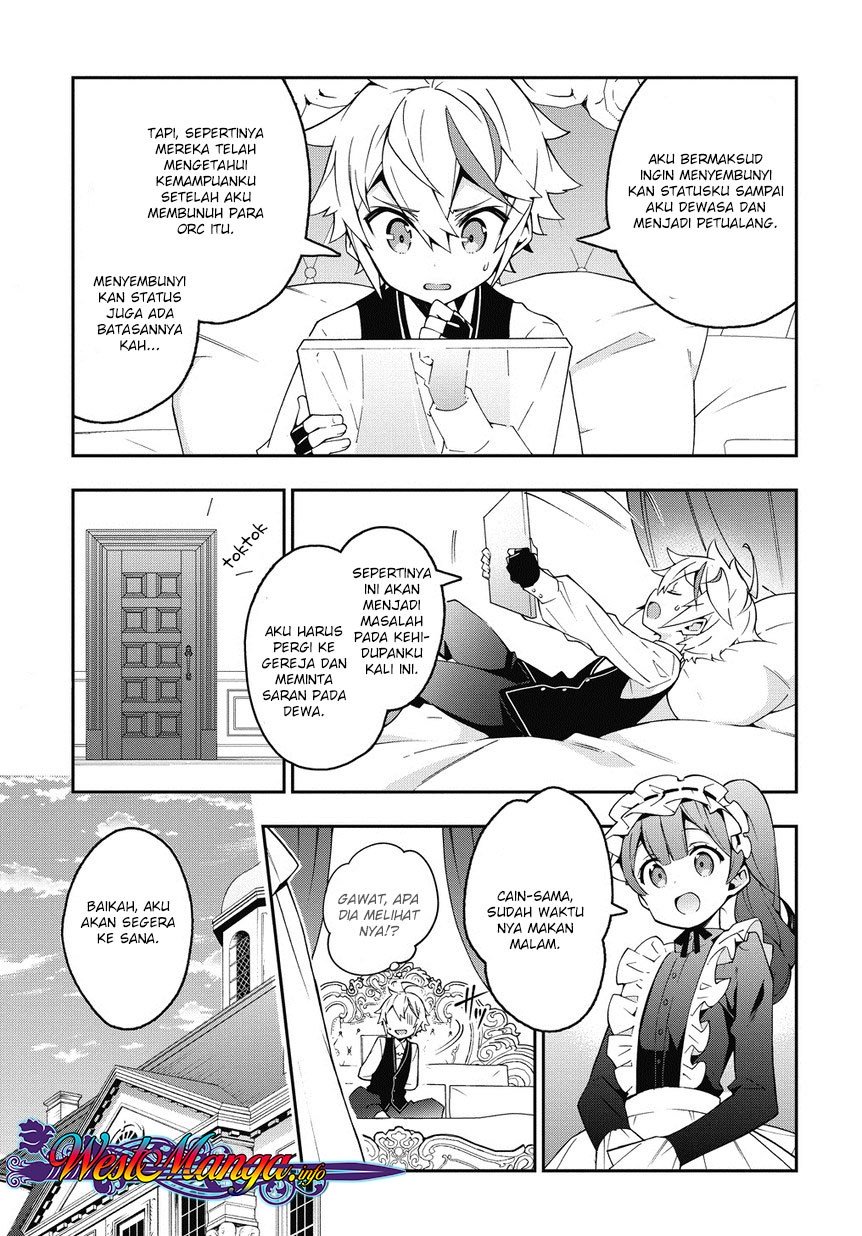 AKU BERMAKSUD
INGIN MENYEMBUNYI
KAN STATUSKU SAMPAI
AKU DEWASA DAN
MENJADI PETUALANG.
TAPI, SEPERTINYA
MEREKA TELAH
MENGETAHUI
KEMAMPUANKU
SETELAH AKU
MEMBUNUH PARA
ORC ITU.
MENYEMBUNYI
KAN STATUS
JUGA ADA
BATASANNYA
KAH...
SEPERTINYA
INI AKAN
MENJADI
MASALAH
PADA KEHI-
DUPANKU
KALI INI.
AKU HARUS
PERGI KE
GEREJA DAN
MEMINTA
SARAN PADA
DEWA.
toktok
CAIN-SAMA,
SUDAH WAKTU
NYA MAKAN
MALAM.
GAWAT, APA
DIA MELIHAT
NYA!?
ガッ
BAIKAH, AKU
AKAN SEGERA
KE SANA.
WestManga.info